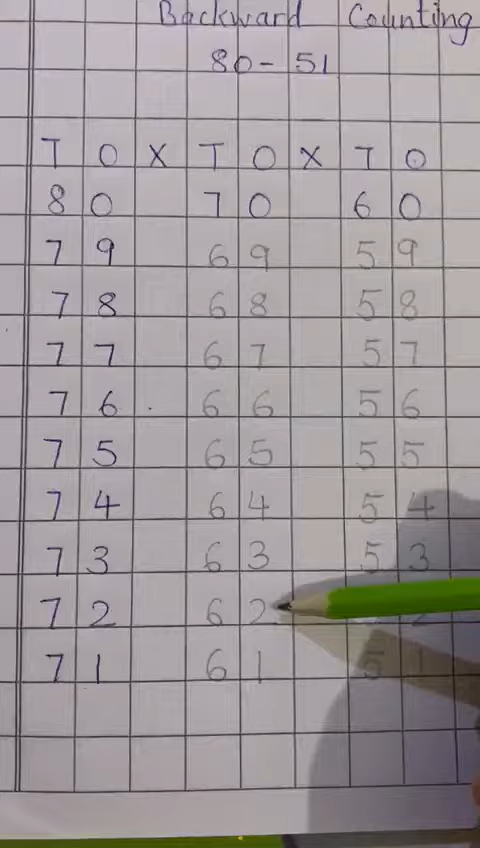 Backward Counting
80 - 51
T O X T O X T O
8 0 7 0 6 0
7 9 6 9 5 9
7 8 6 8 5 8
7 7 6 7 5 7
7 6 6 6 5 6
7 5 6 5 5 5
7 4 6 4 5 4
7 3 6 3 5 3
7 2 6 2 2
7 1 6 1 5 1